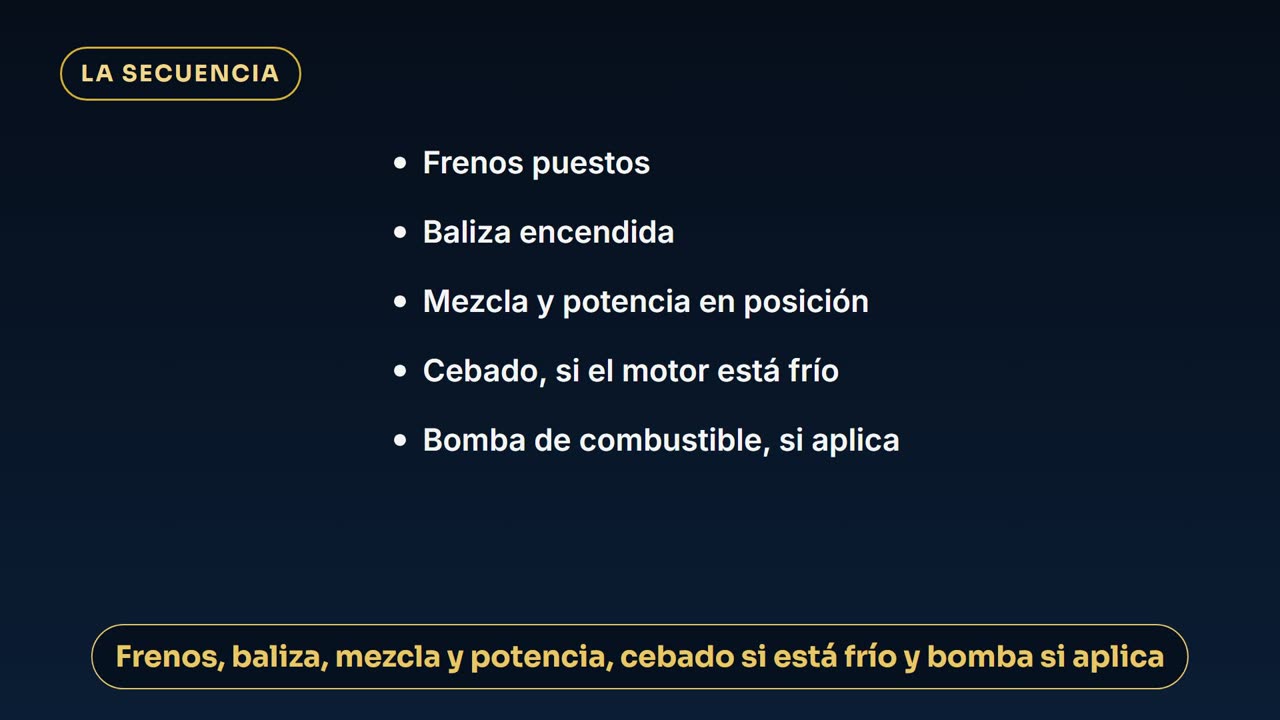 LA SECUENCIA
• Frenos puestos
• Baliza encendida
• Mezcla y potencia en posición
• Cebado, si el motor está frío
• Bomba de combustible, si aplica
Frenos, baliza, mezcla y potencia, cebado si está frío y bomba si aplica